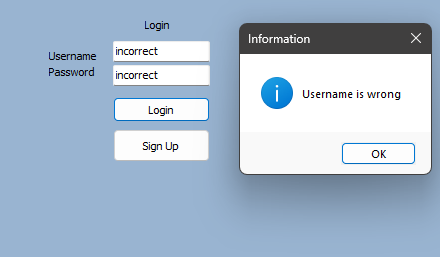 Login
Username
incorrect
Password
incorrect
Login
Sign Up
Information
Username is wrong
OK